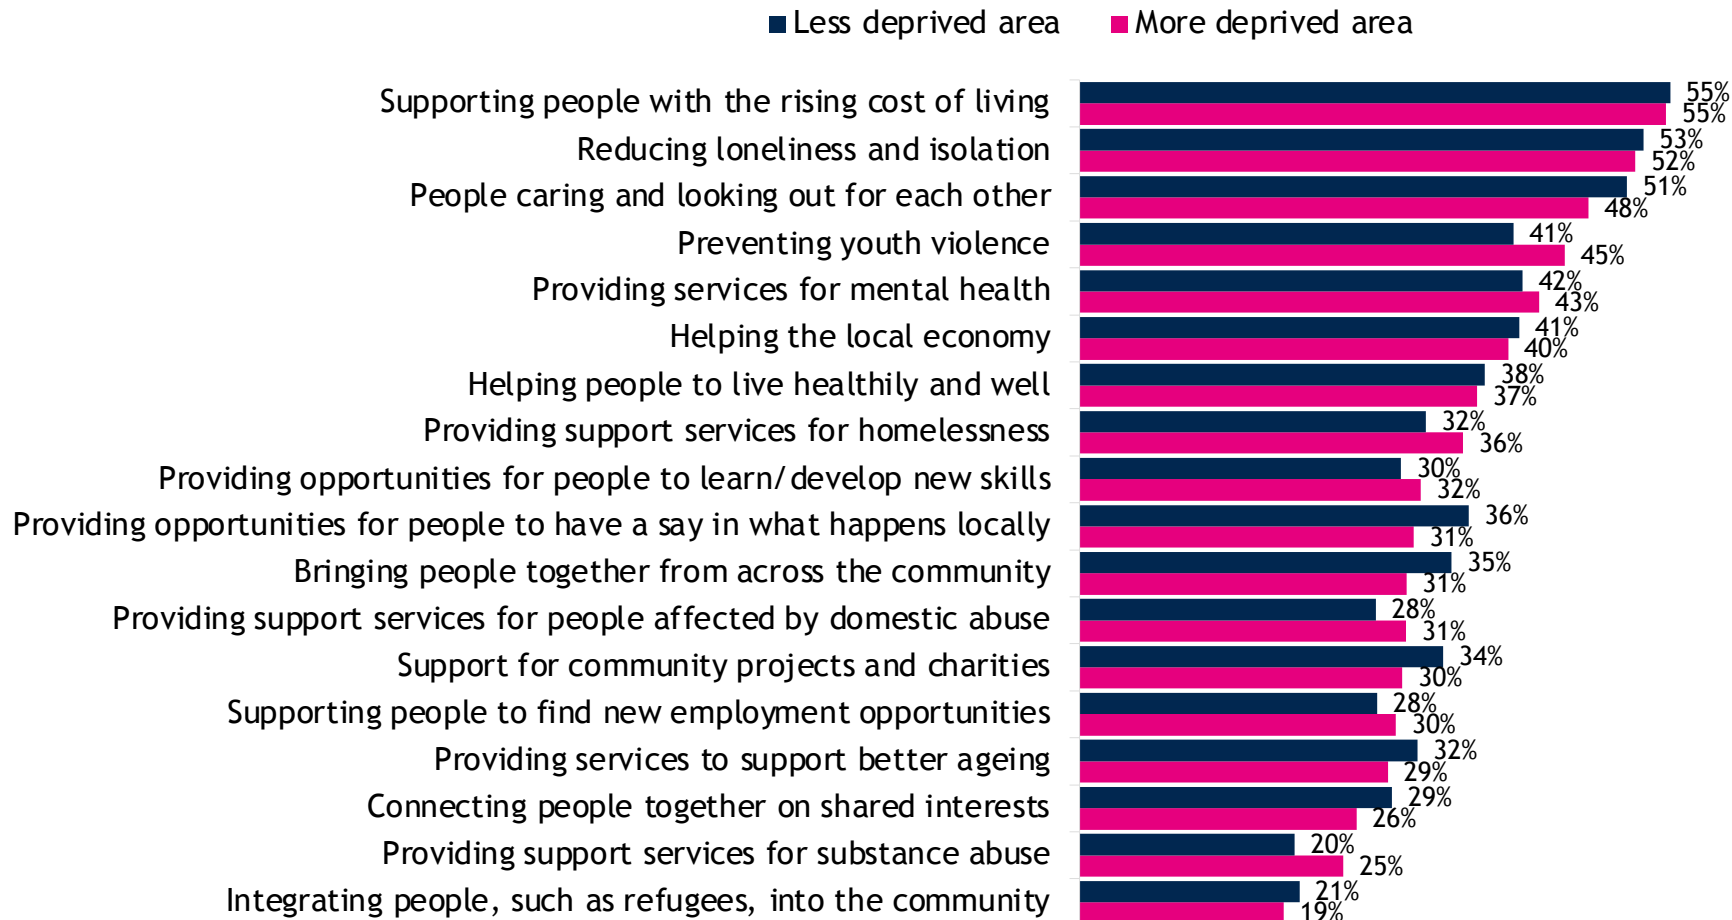 Less deprived area More deprived area
Supporting people with the rising cost of living 55% 55%
Reducing loneliness and isolation 53% 52%
People caring and looking out for each other 51% 48%
Preventing youth violence 41% 45%
Providing services for mental health 42% 43%
Helping the local economy 41% 40%
Helping people to live healthily and well 38% 37%
Providing support services for homelessness 32% 36%
Providing opportunities for people to learn/develop new skills 30% 32%
Providing opportunities for people to have a say in what happens locally 36% 31%
Bringing people together from across the community 35% 31%
Providing support services for people affected by domestic abuse 28% 31%
Support for community projects and charities 34% 30%
Supporting people to find new employment opportunities 28% 30%
Providing services to support better ageing 32% 29%
Connecting people together on shared interests 29% 26%
Providing support services for substance abuse 20% 25%
Integrating people, such as refugees, into the community 21% 19%